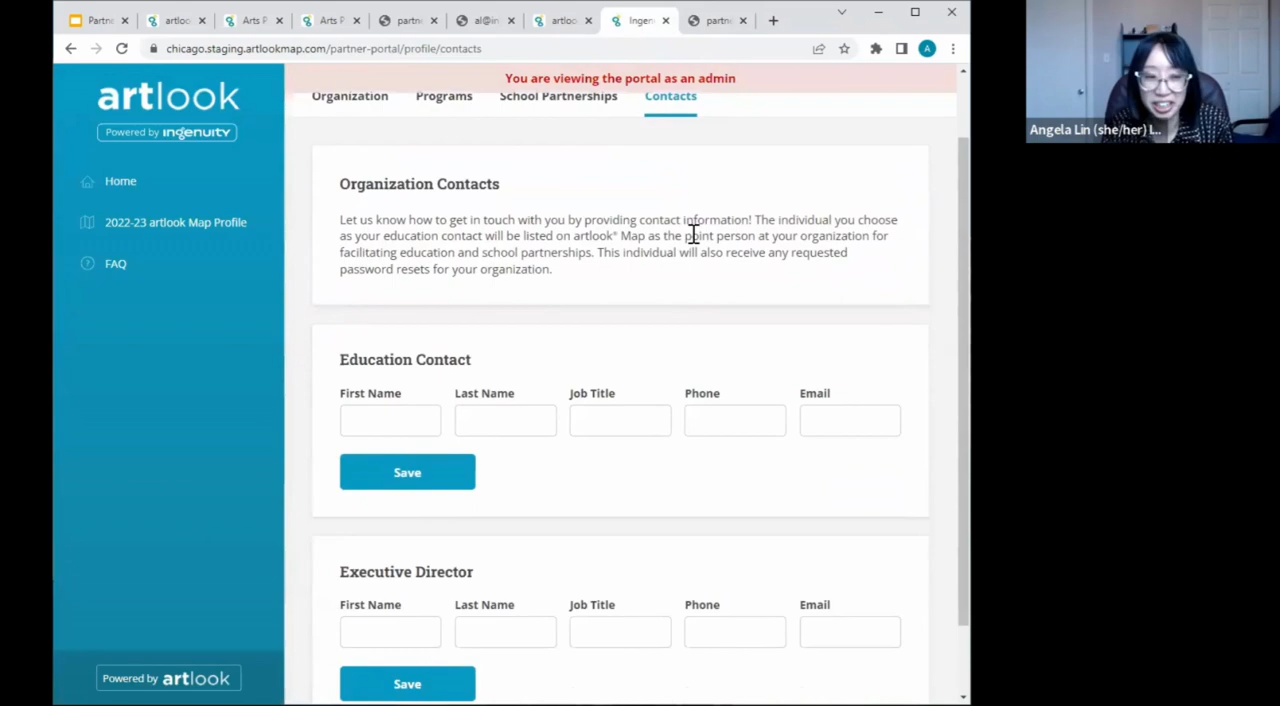 Partne
artloo
Arts P
Arts P
partne
al@in
artloo
Ingen
partne
chicago.staging.artlookmap.com/partner-portal/profile/contacts
A
You are viewing the portal as an admin
artlook
Powered by ingenuity
Home
2022-23 artlook Map Profile
FAQ
Powered by artlook
Organization Programs School Partnerships Contacts
Organization Contacts
Let us know how to get in touch with you by providing contact information! The individual you choose
as your education contact will be listed on artlook® Map as the point person at your organization for
facilitating education and school partnerships. This individual will also receive any requested
password resets for your organization.
Education Contact
First Name Last Name Job Title Phone Email
Save
Executive Director
First Name Last Name Job Title Phone Email
Save
Angela Lin (she/her) L...